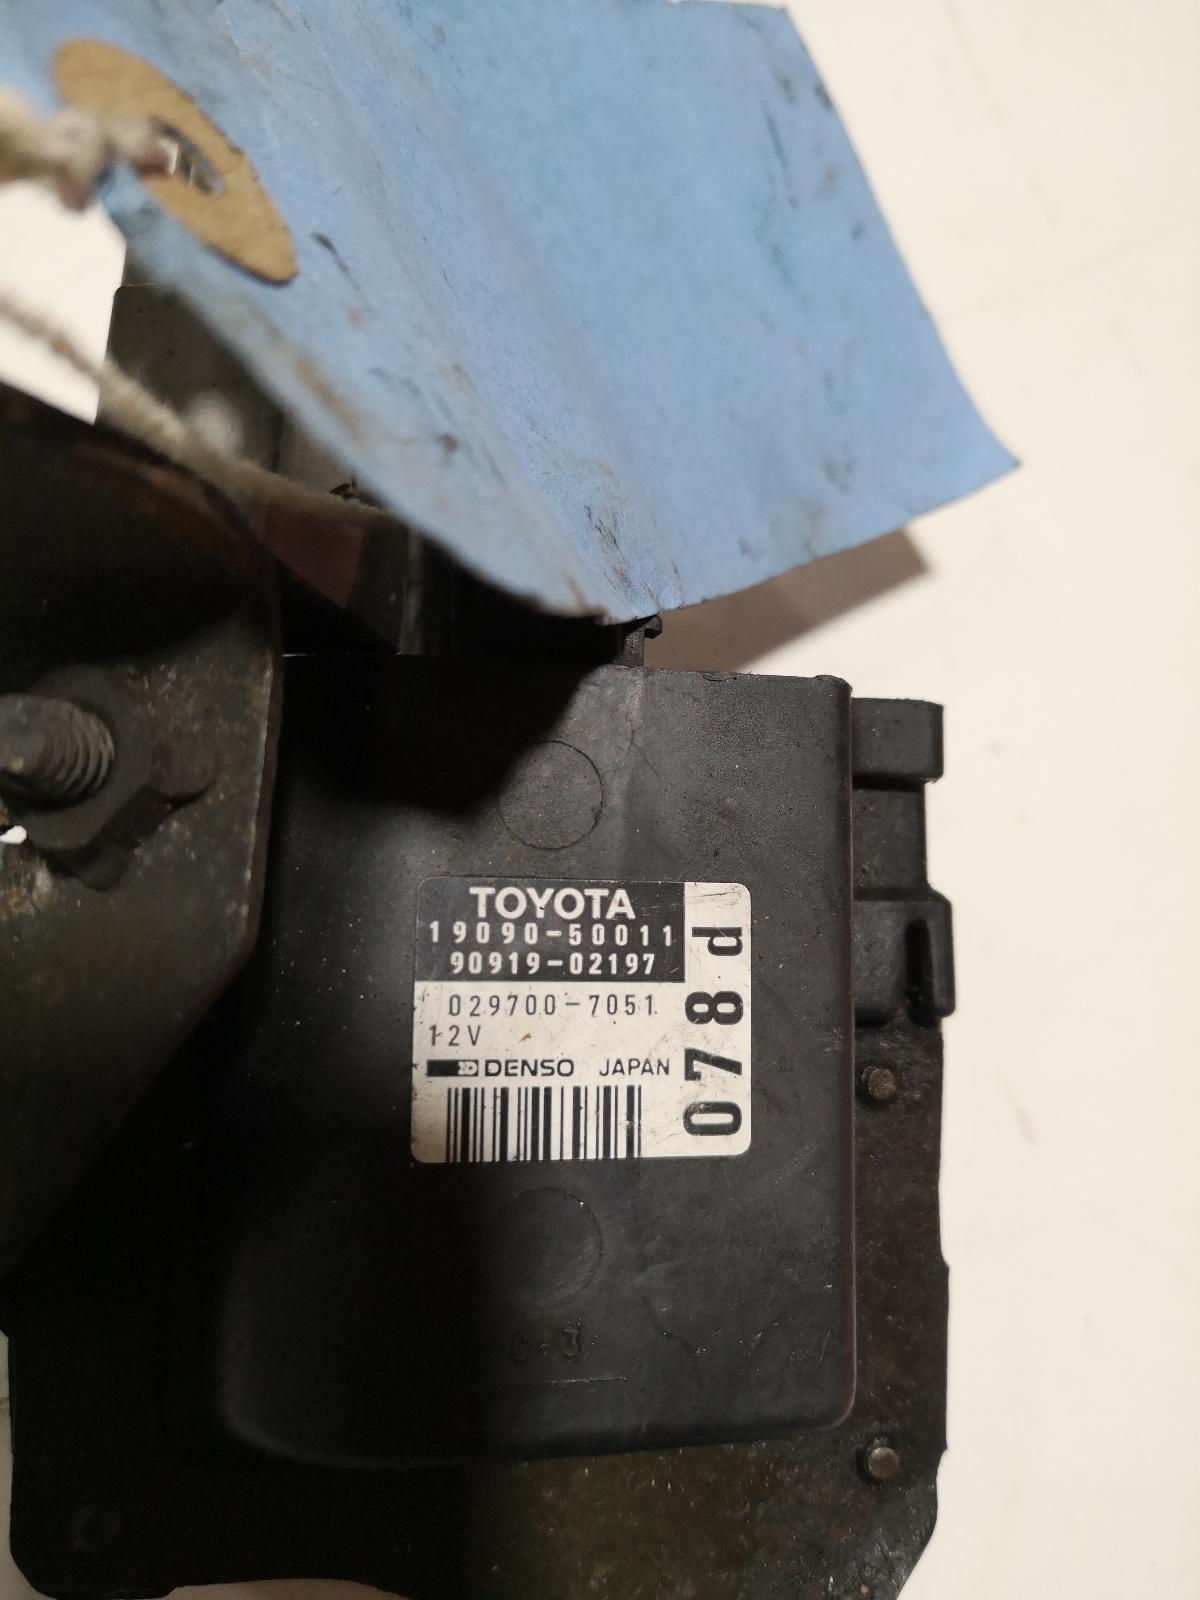 TOYOTA
19090-50011
90919-02197
029700-7051
12V
DENSO JAPAN
078d